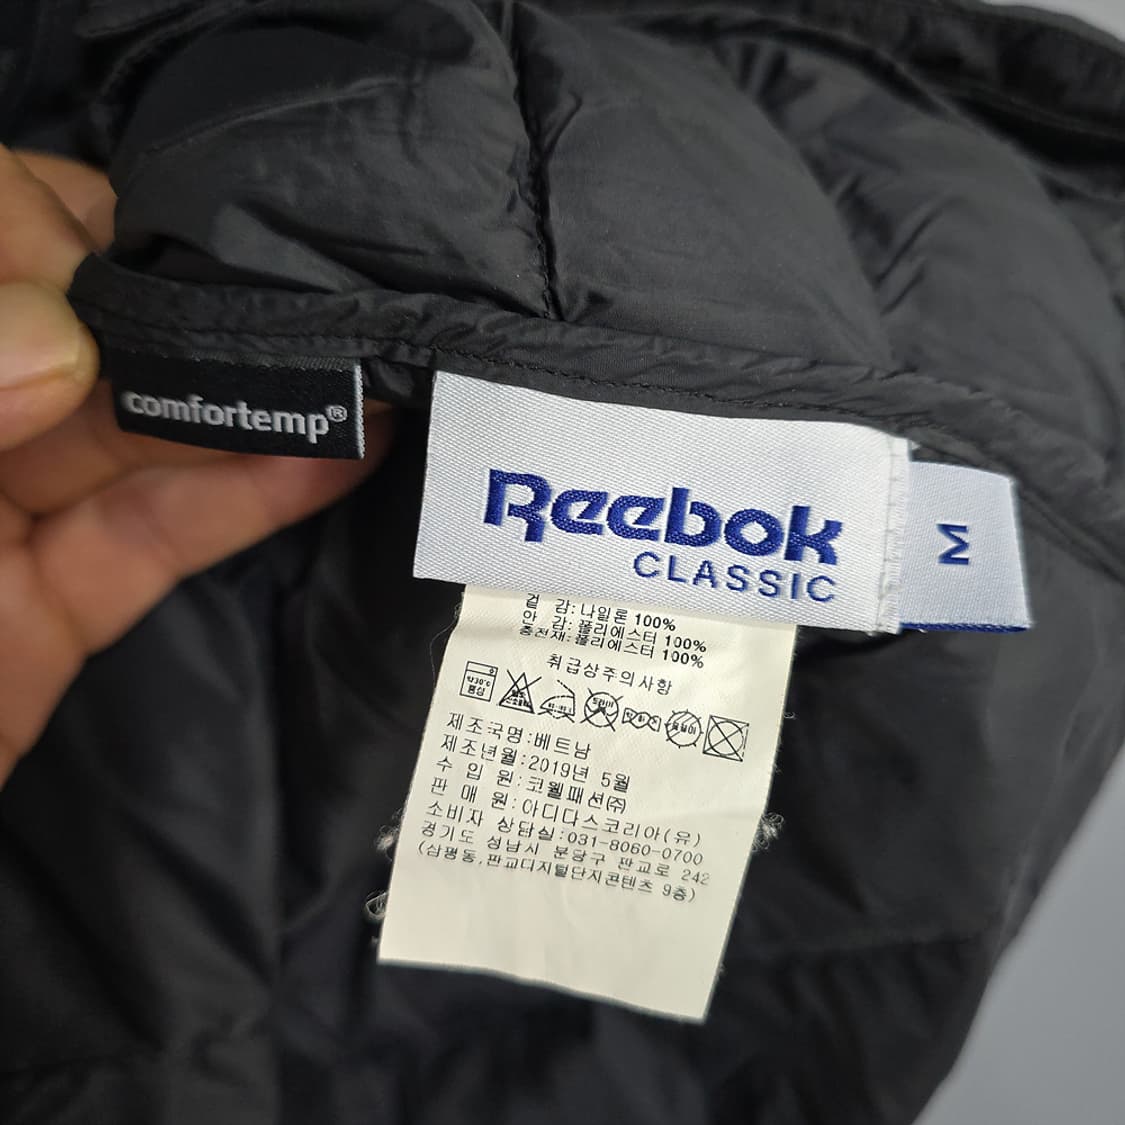 comfortemp®
Reebok
CLASSIC
M
겉 감:나일론 100%
안 감:폴리에스터 100%
충전재:폴리에스터 100%
취급상주의사항
약30℃
중성
제조국명:베트남
제조년월:2019년 5월
수 입 원:코웰패션㈜
판 매 원:아디다스코리아(유)
소비자 상담실:031-8060-0700
경기도 성남시 분당구 판교로 242
(삼평동,판교디지털단지콘텐츠 9층)